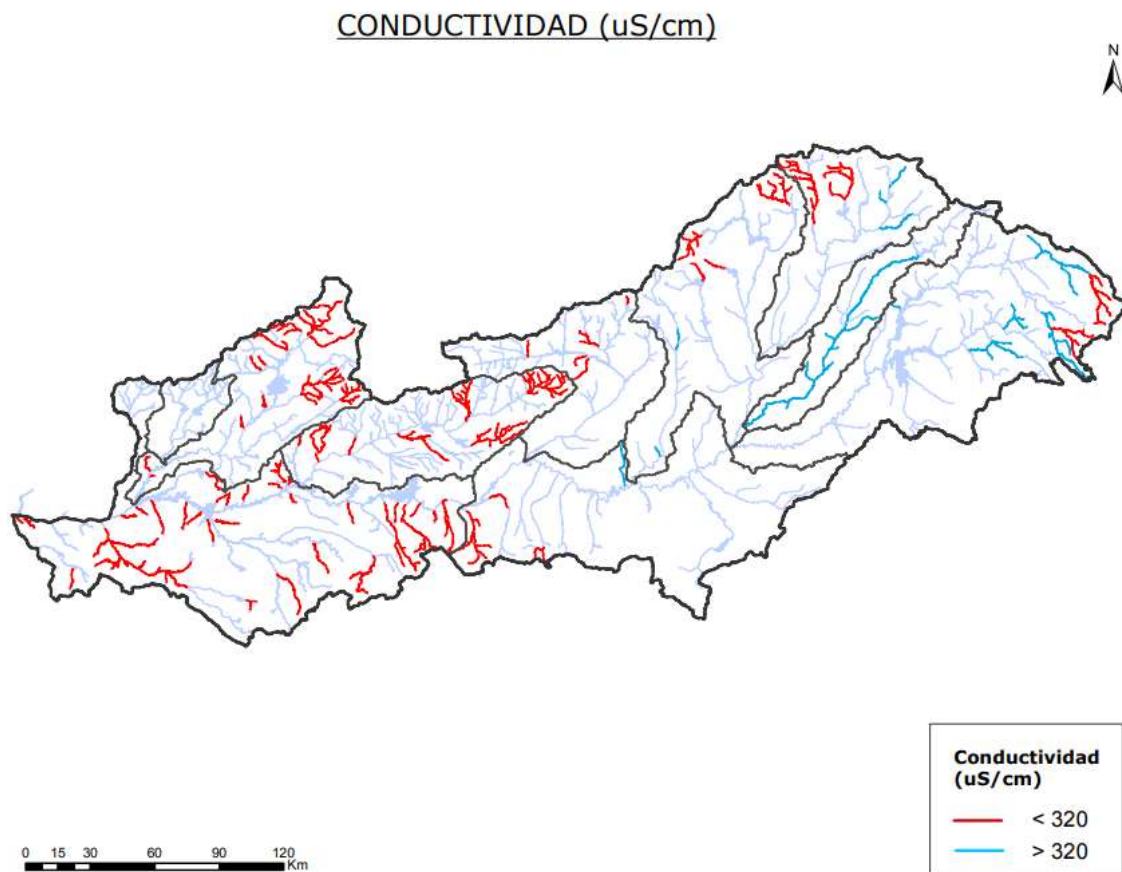 CONDUCTIVIDAD (uS/cm)
N
Conductividad
(uS/cm)
< 320
> 320
0 15 30 60 90 120
Km